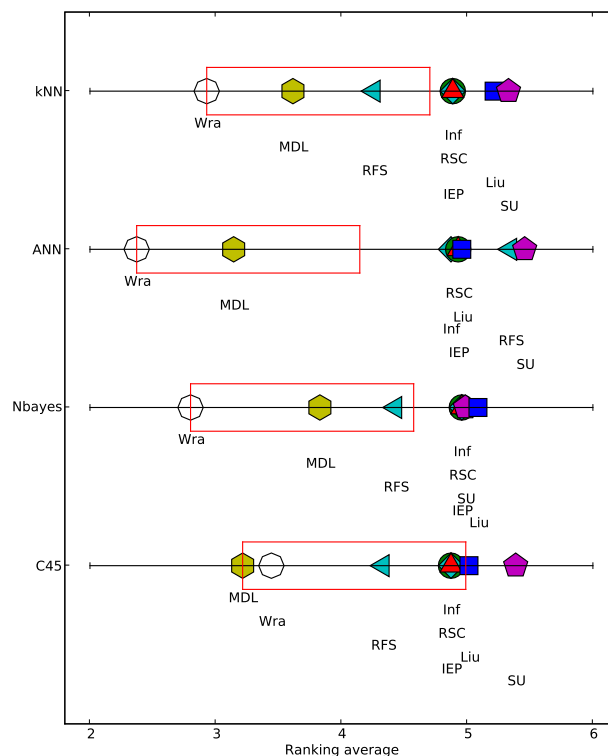 kNN
Wra
Inf
MDL
RSC
RFS
Liu
IEP
SU
ANN
Wra
RSC
MDL
Liu
Inf
RFS
IEP
SU
Nbayes
Wra
Inf
MDL
RSC
RFS
SU
IEP
Liu
C45
MDL
Inf
Wra
RSC
RFS
Liu
IEP
SU
2 3 4 5 6
Ranking average